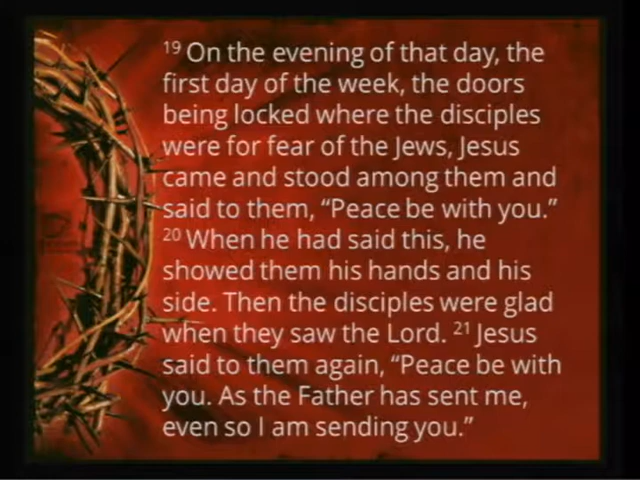 19 On the evening of that day, the
first day of the week, the doors
being locked where the disciples
were for fear of the Jews, Jesus
came and stood among them and
said to them, “Peace be with you.”
20 When he had said this, he
showed them his hands and his
side. Then the disciples were glad
when they saw the Lord. 21 Jesus
said to them again, “Peace be with
you. As the Father has sent me,
even so I am sending you.”